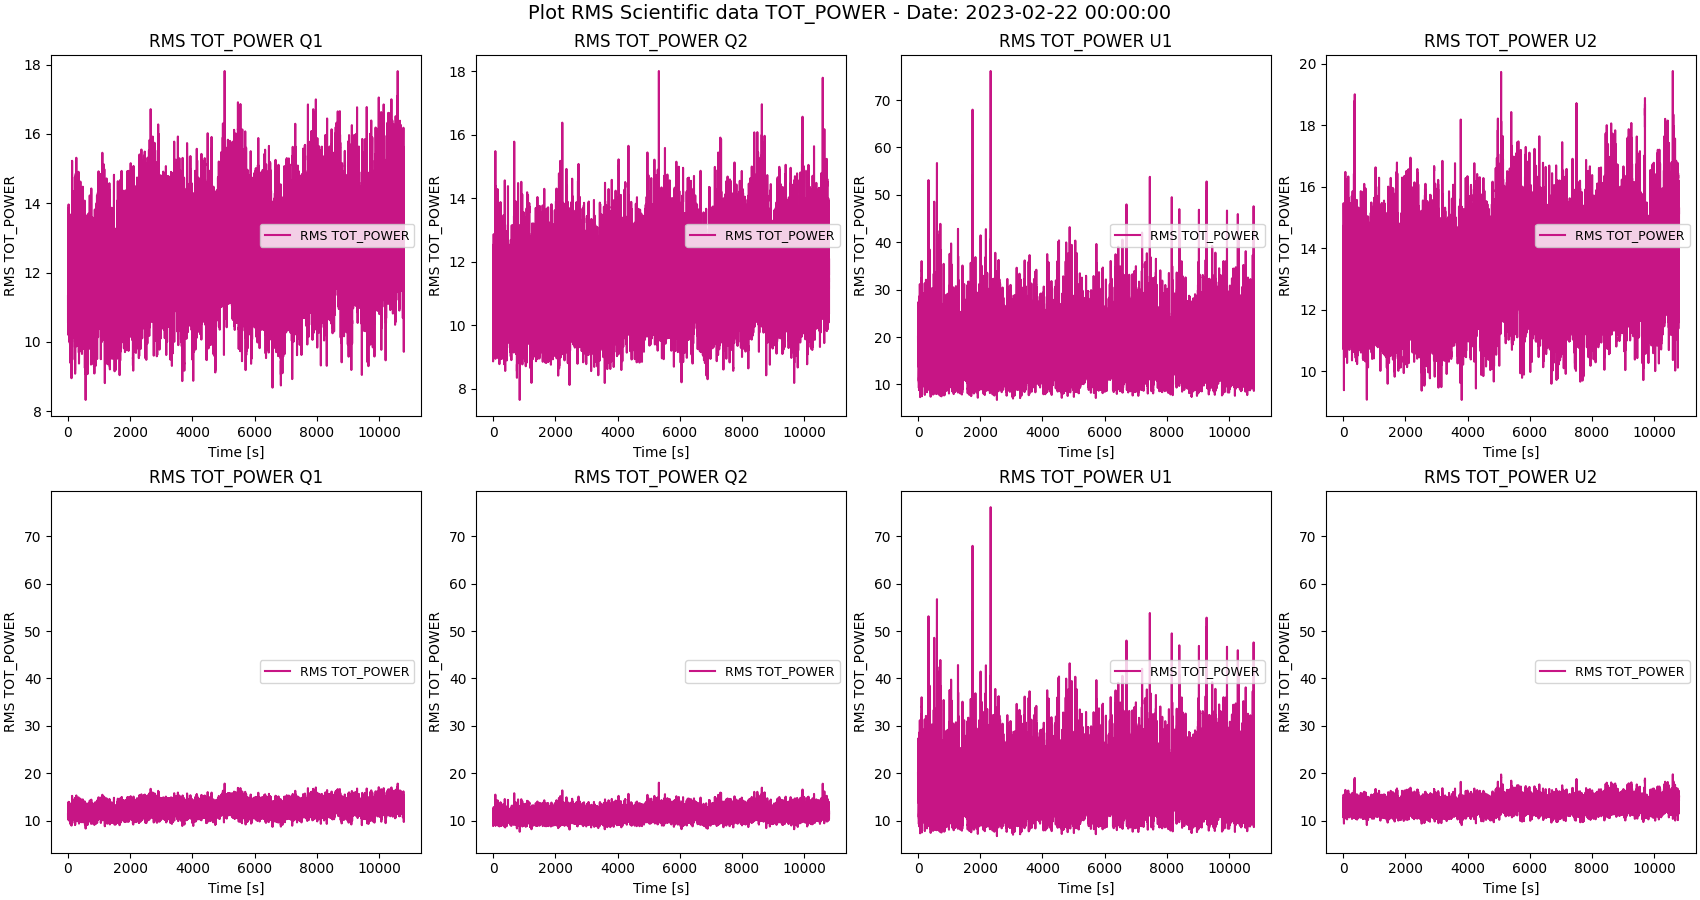 Plot RMS Scientific data TOT_POWER - Date: 2023-02-22 00:00:00
RMS TOT_POWER Q1
RMS TOT_POWER
18
16
14
12
10
8
0 2000 4000 6000 8000 10000
Time [s]
RMS TOT_POWER
RMS TOT_POWER Q2
RMS TOT_POWER
18
16
14
12
10
8
0 2000 4000 6000 8000 10000
Time [s]
RMS TOT_POWER
RMS TOT_POWER U1
RMS TOT_POWER
70
60
50
40
30
20
10
0 2000 4000 6000 8000 10000
Time [s]
RMS TOT_POWER
RMS TOT_POWER U2
RMS TOT_POWER
20
18
16
14
12
10
0 2000 4000 6000 8000 10000
Time [s]
RMS TOT_POWER
RMS TOT_POWER Q1
RMS TOT_POWER
70
60
50
40
30
20
10
0 2000 4000 6000 8000 10000
Time [s]
RMS TOT_POWER
RMS TOT_POWER Q2
RMS TOT_POWER
70
60
50
40
30
20
10
0 2000 4000 6000 8000 10000
Time [s]
RMS TOT_POWER
RMS TOT_POWER U1
RMS TOT_POWER
70
60
50
40
30
20
10
0 2000 4000 6000 8000 10000
Time [s]
RMS TOT_POWER
RMS TOT_POWER U2
RMS TOT_POWER
70
60
50
40
30
20
10
0 2000 4000 6000 8000 10000
Time [s]
RMS TOT_POWER